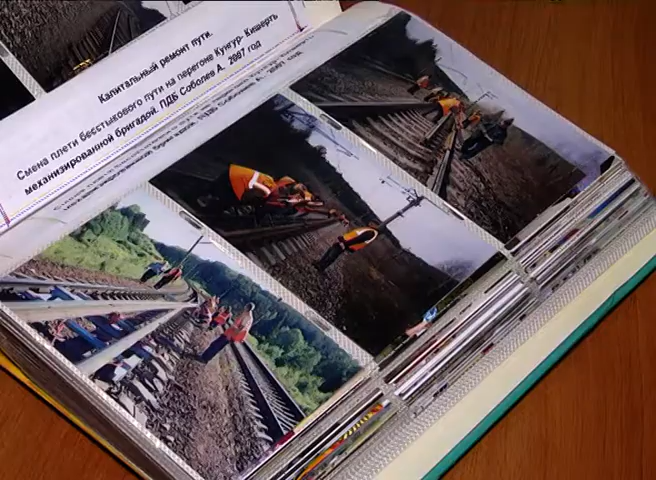 Капитальный ремонт пути.
Смена плети бесстыкового пути на перегоне Кунгур- Кишерть
механизированной бригадой. ПДБ Соболев А. 2007 год